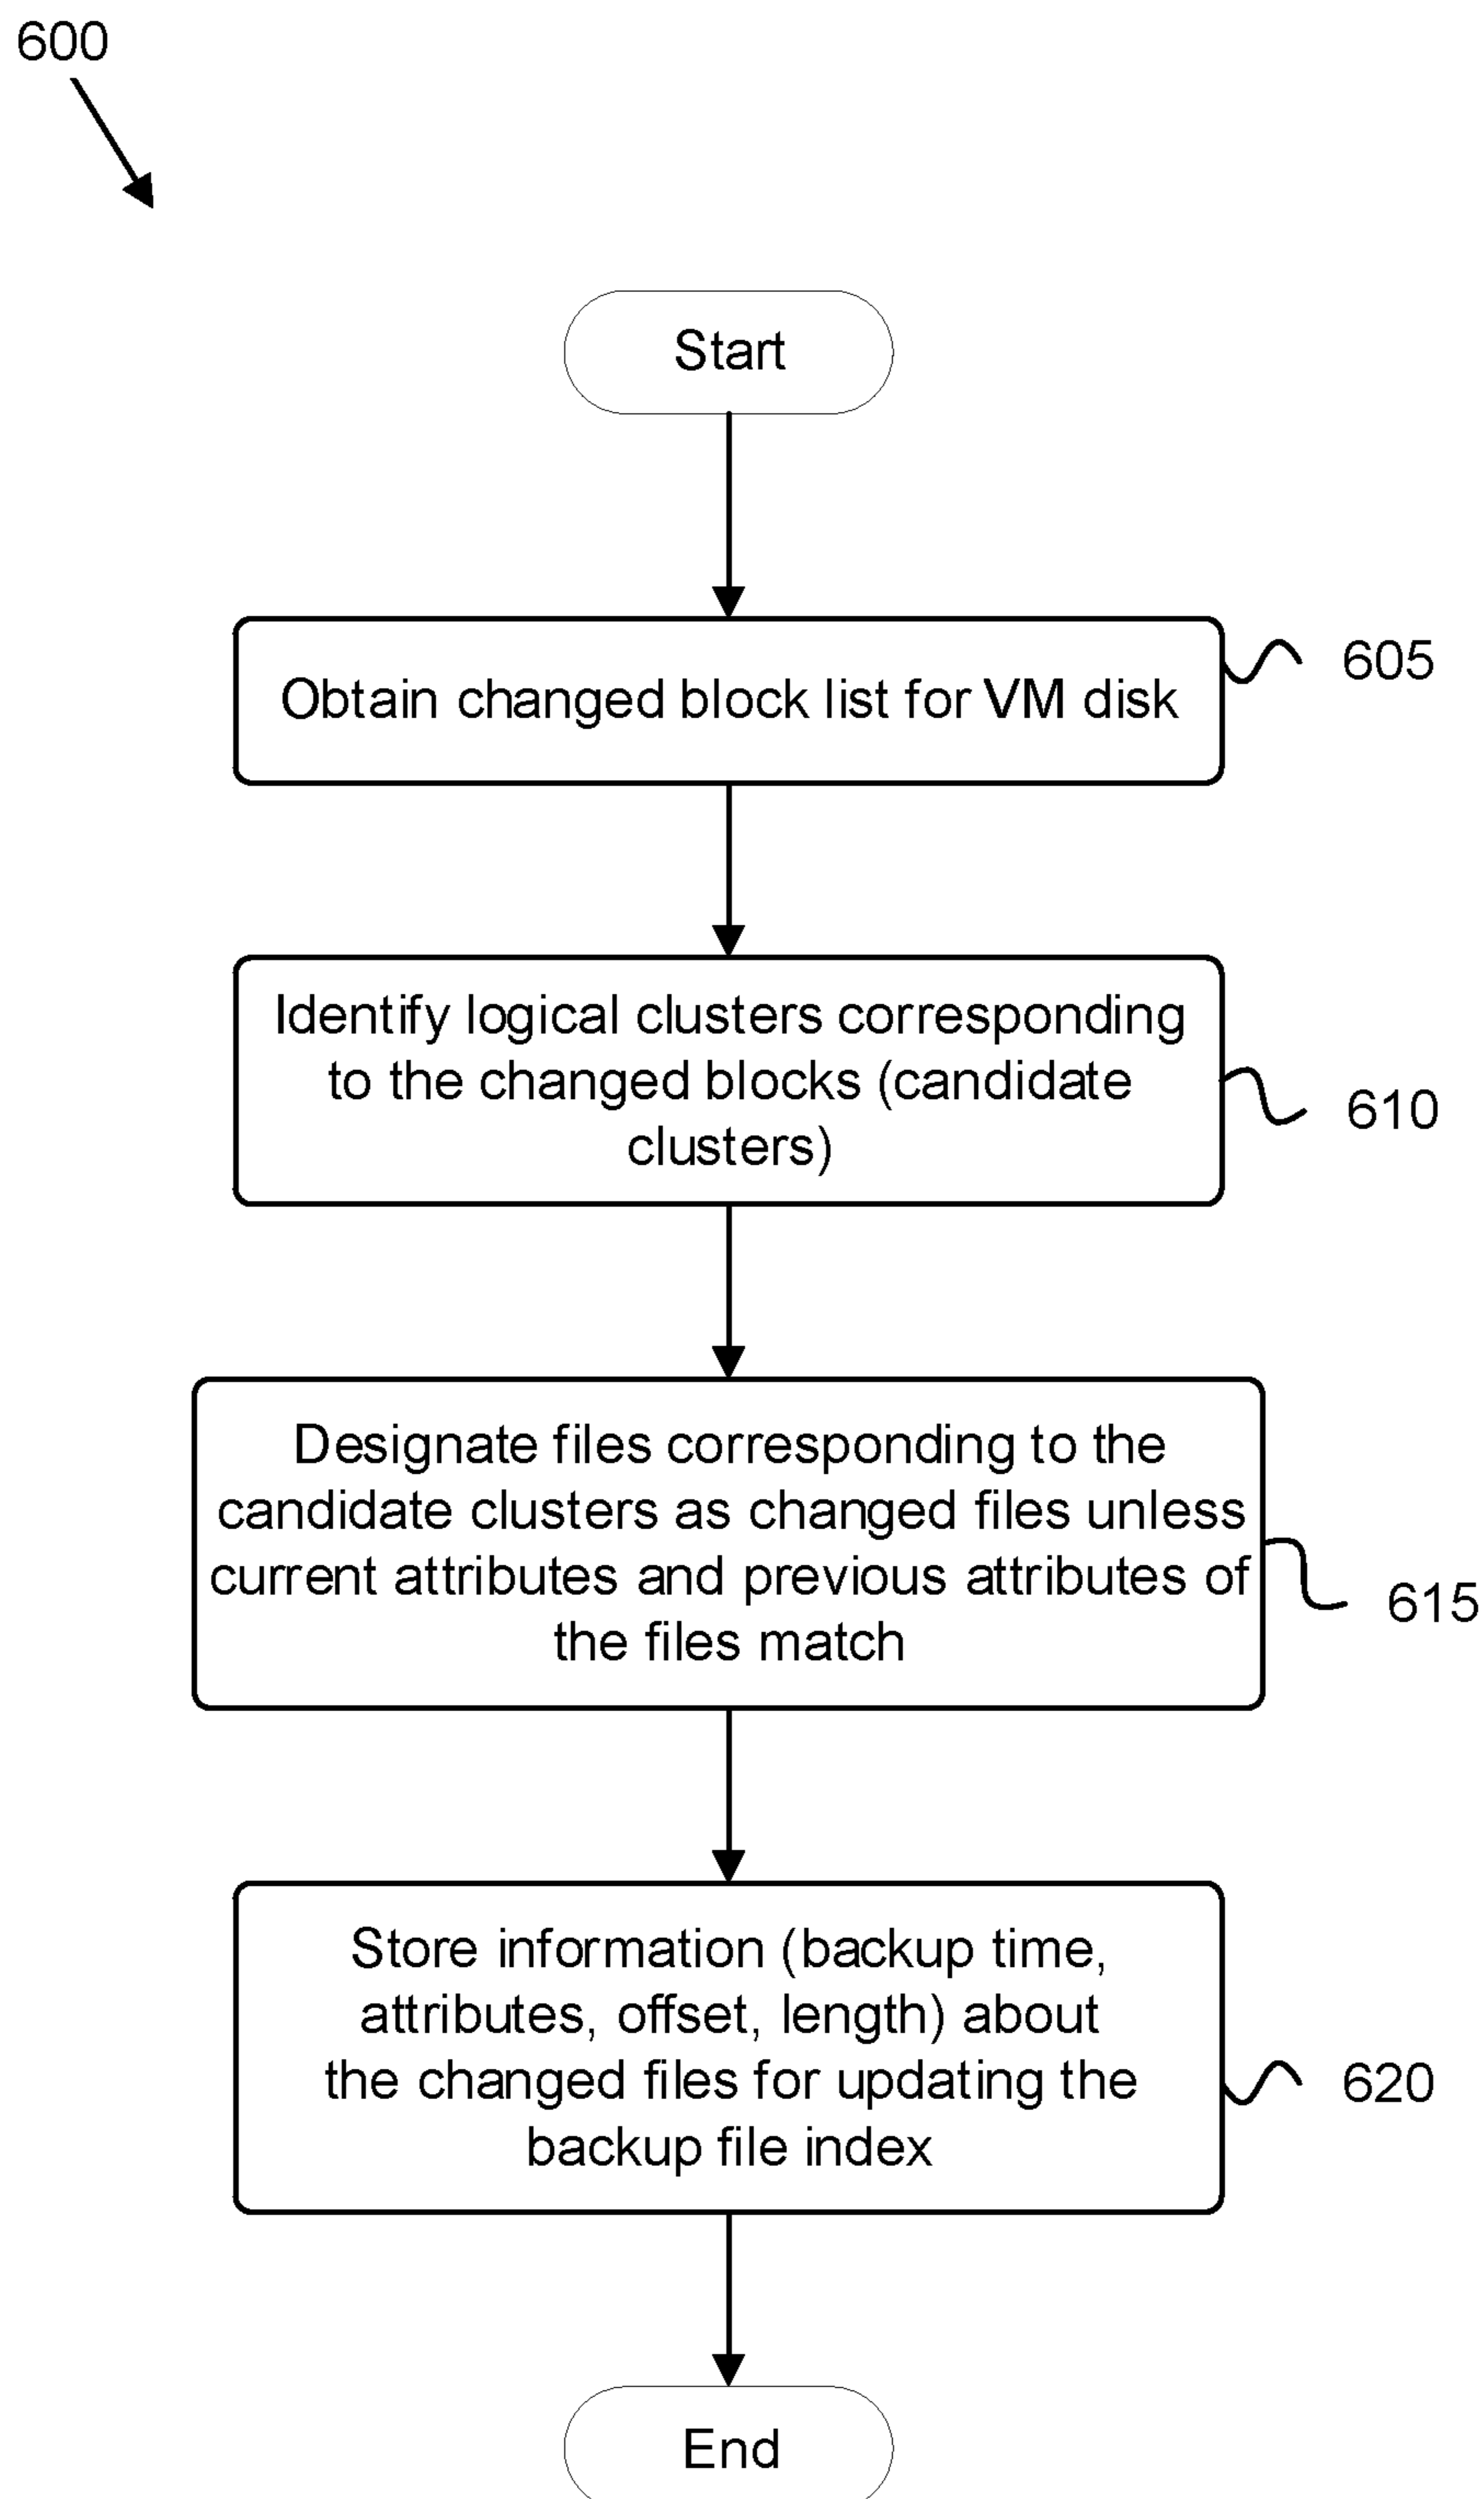 600
Start
Obtain changed block list for VM disk
605
Identify logical clusters corresponding
to the changed blocks (candidate
clusters)
610
Designate files corresponding to the
candidate clusters as changed files unless
current attributes and previous attributes of
the files match
615
Store information (backup time,
attributes, offset, length) about
the changed files for updating the
backup file index
620
End